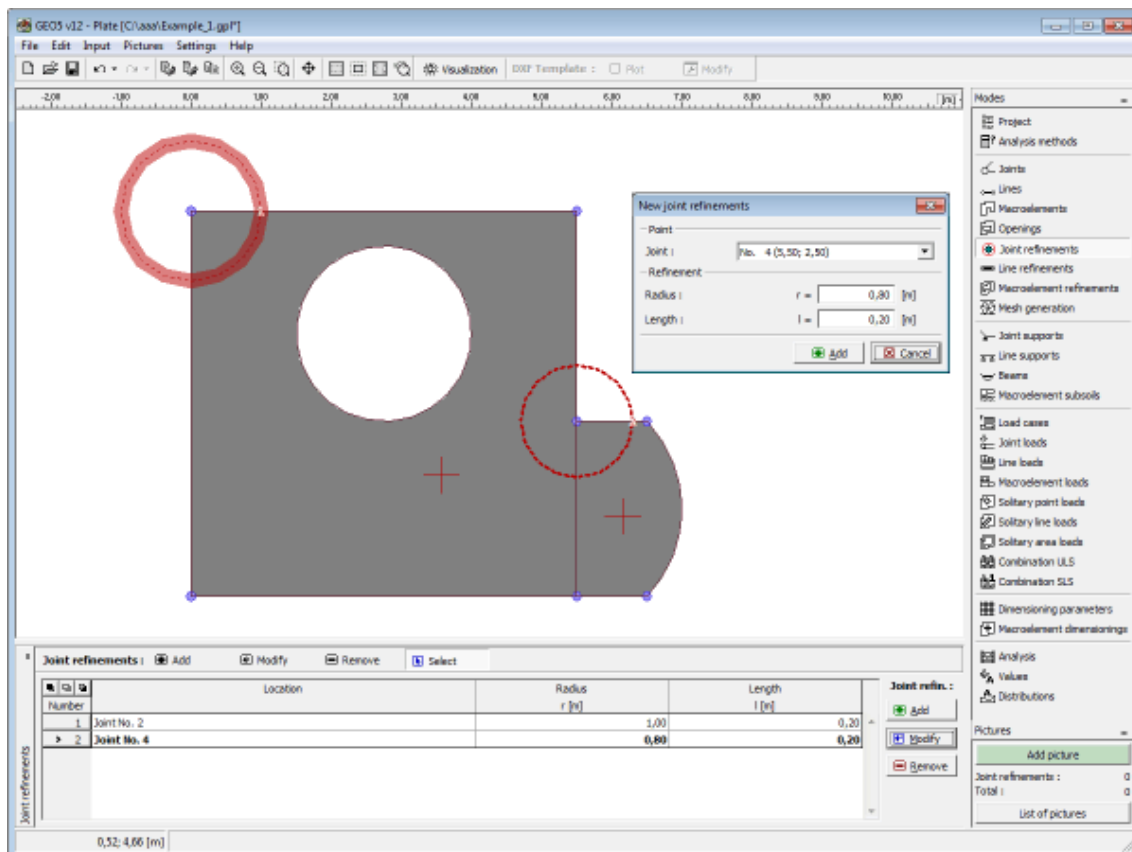 GEO5 v12 - Plate [C:\aaa\Example_1.gpl*]
File Edit Input Pictures Settings Help
Visualization DXF Template : Plot Modify
-2,00 -1,00 0,00 1,00 2,00 3,00 4,00 5,00 6,00 7,00 8,00 9,00 10,00 [m]
Modes
Project
Analysis methods
Joints
Lines
Macroelements
Openings
Joint refinements
Line refinements
Macroelement refinements
Mesh generation
Joint supports
Line supports
Beams
Macroelement subsoils
Load cases
Joint loads
Line loads
Macroelement loads
Solitary point loads
Solitary line loads
Solitary area loads
Combination ULS
Combination SLS
Dimensioning parameters
Macroelement dimensionings
Analysis
Values
Distributions
New joint refinements
Point
Joint : No. 4 (5,50; 2,50)
Refinement
Radius : r = 0,80 [m]
Length : l = 0,20 [m]
Add Cancel
Joint refinements : Add Modify Remove Select
Number Location Radius Length
r [m] l [m]
1 Joint No. 2 1,00 0,20
> 2 Joint No. 4 0,80 0,20
Joint refin. :
Add
Modify
Remove
Joint refinements
Pictures
Add picture
Joint refinements : 0
Total : 0
List of pictures
0,52; 4,66 [m]